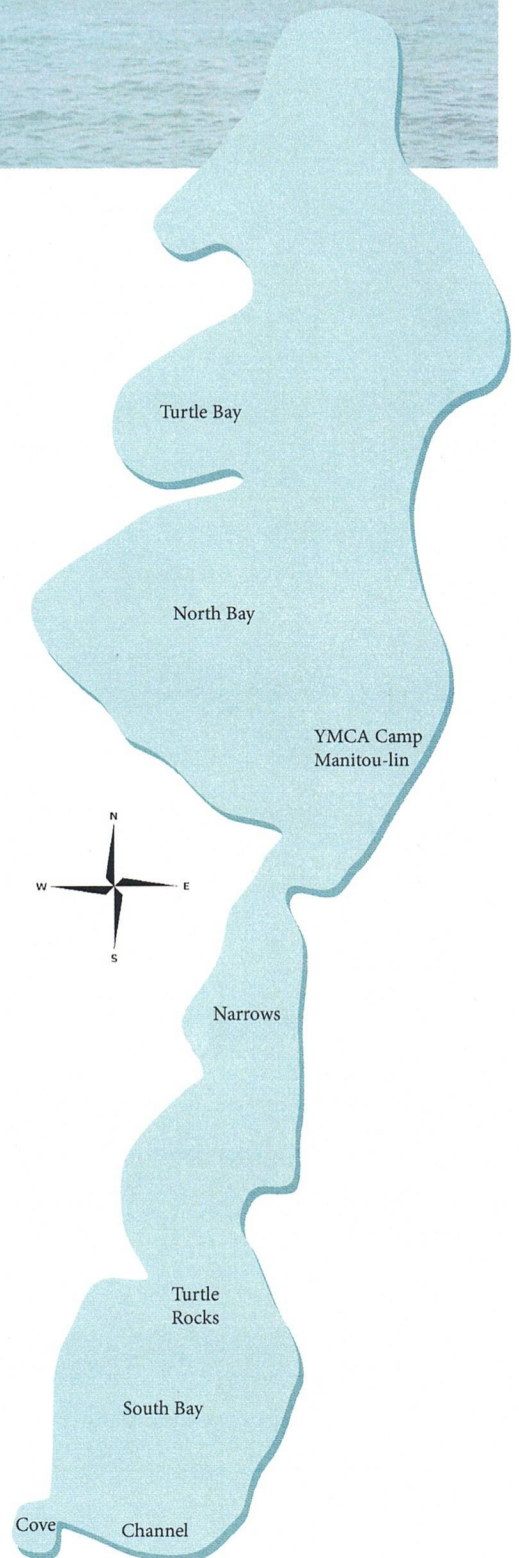 Turtle Bay
North Bay
YMCA Camp
Manitou-lin
N
W E
S
Narrows
Turtle
Rocks
South Bay
Cove
Channel